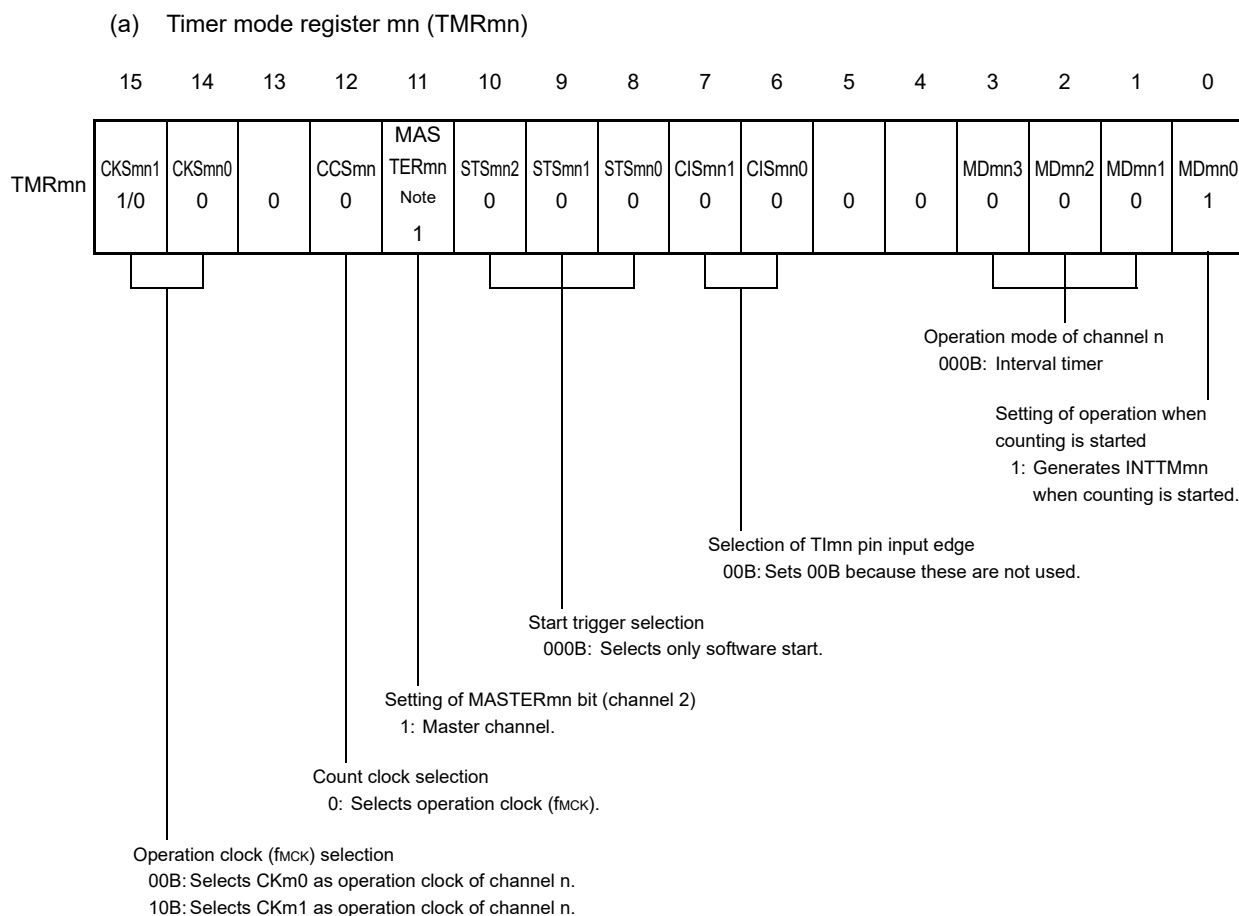 (a) Timer mode register mn (TMRmn)
15 14 13 12 11 10 9 8 7 6 5 4 3 2 1 0
TMRmn
CKSmn1 CKSmn0 CCSmn MAS TERmn Note STSmn2 STSmn1 STSmn0 CISmn1 CISmn0 MDmn3 MDmn2 MDmn1 MDmn0
1/0 0 0 0 1 0 0 0 0 0 0 0 0 0 0 1
Operation mode of channel n
000B: Interval timer
Setting of operation when
counting is started
1: Generates INTTMmn
when counting is started.
Selection of TImn pin input edge
00B: Sets 00B because these are not used.
Start trigger selection
000B: Selects only software start.
Setting of MASTERmn bit (channel 2)
1: Master channel.
Count clock selection
0: Selects operation clock (fMCK).
Operation clock (fMCK) selection
00B: Selects CKm0 as operation clock of channel n.
10B: Selects CKm1 as operation clock of channel n.